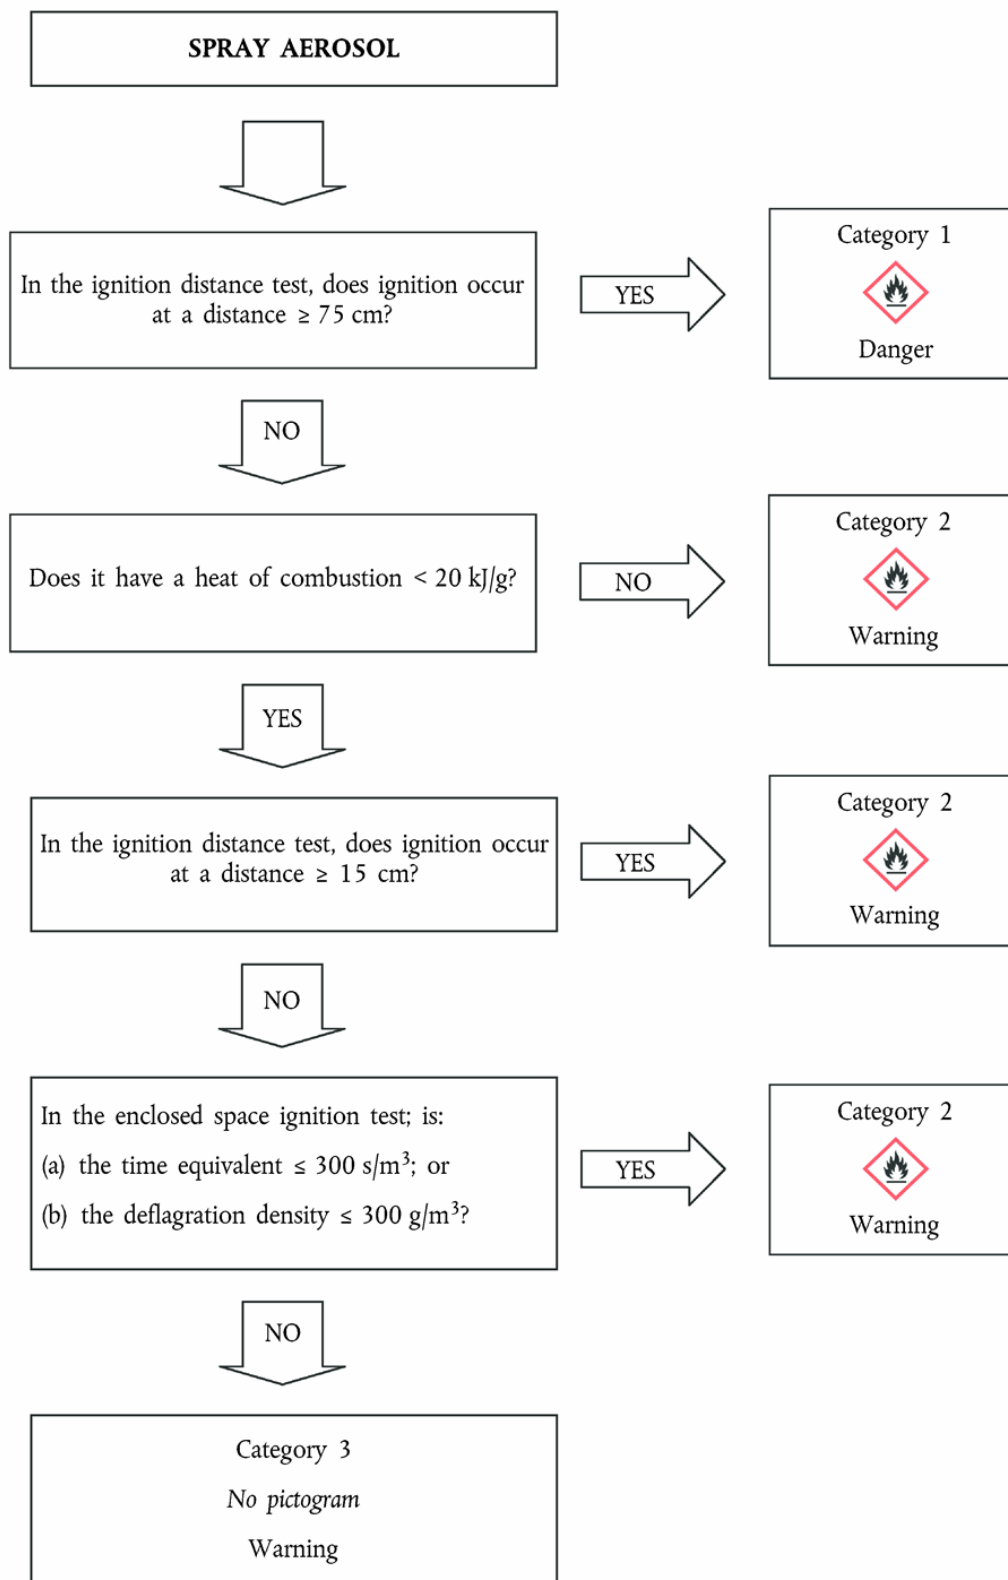 SPRAY AEROSOL
In the ignition distance test, does ignition occur
at a distance ≥ 75 cm?
YES
Category 1
Danger
NO
Does it have a heat of combustion < 20 kJ/g?
NO
Category 2
Warning
YES
In the ignition distance test, does ignition occur
at a distance ≥ 15 cm?
YES
Category 2
Warning
NO
In the enclosed space ignition test; is:
(a) the time equivalent ≤ 300 s/m³; or
(b) the deflagration density ≤ 300 g/m³?
YES
Category 2
Warning
NO
Category 3
No pictogram
Warning